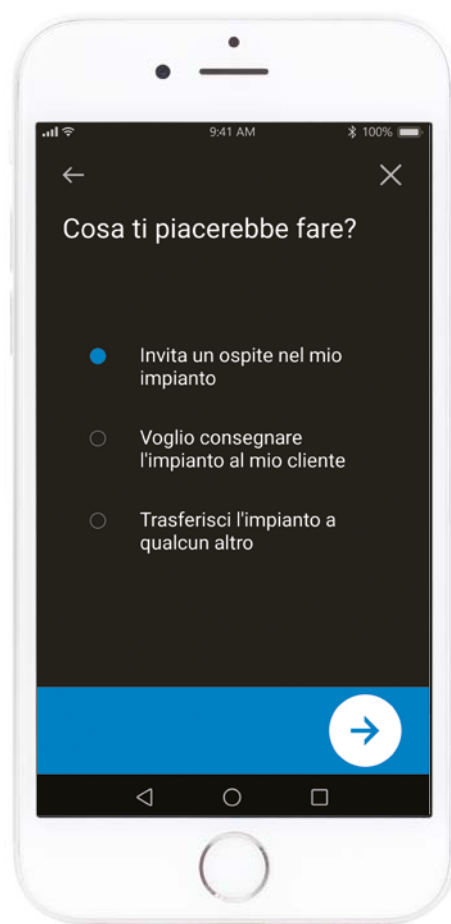 9:41 AM
100%
Cosa ti piacerebbe fare?
Invita un ospite nel mio
impianto
Voglio consegnare
l'impianto al mio cliente
Trasferisci l'impianto a
qualcun altro